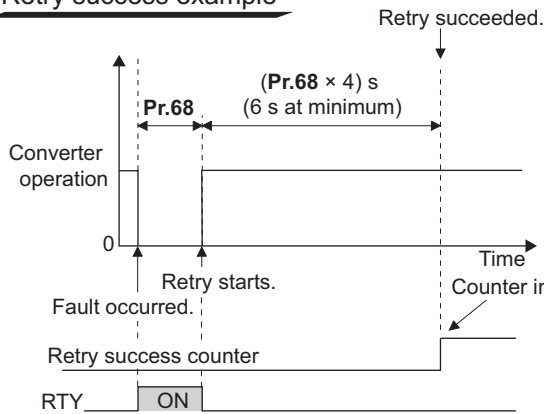 Retry success example
Retry succeeded.
(Pr.68 × 4) s
(6 s at minimum)
Pr.68
Converter
operation
0
Time
Retry starts.
Counter
Fault occurred.
Retry success counter
RTY
ON